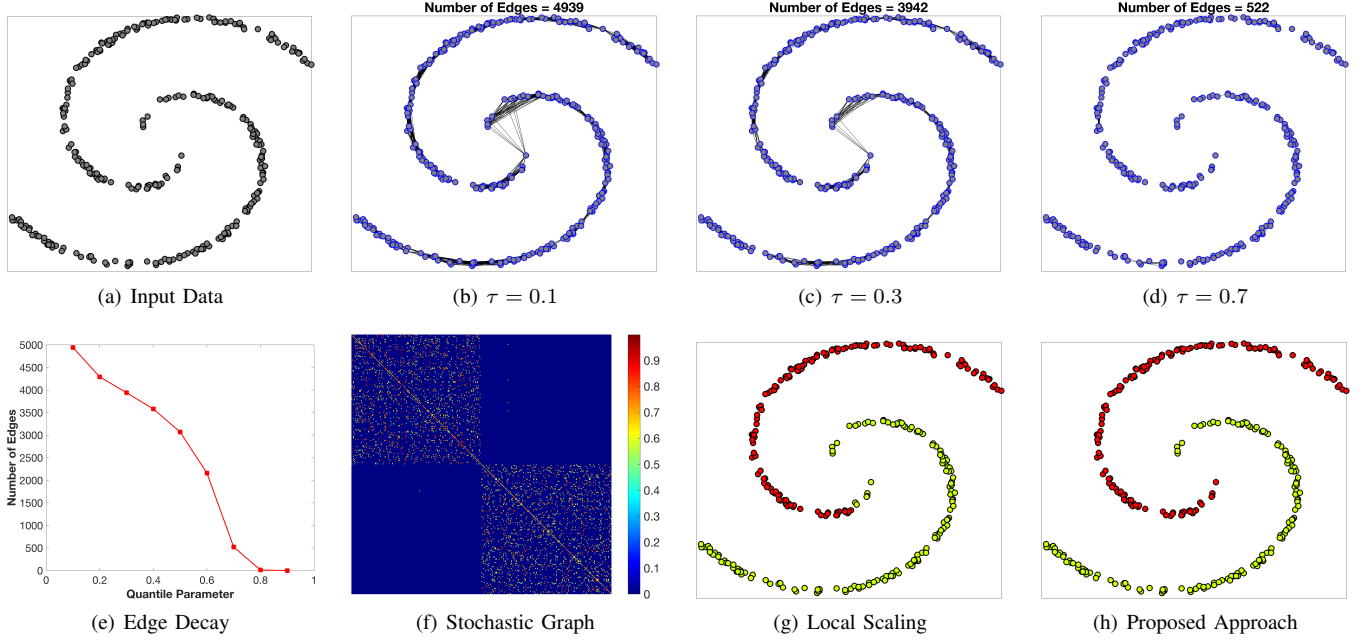 Number of Edges = 4939
Number of Edges = 3942
Number of Edges = 522
(a) Input Data
(b) τ = 0.1
(c) τ = 0.3
(d) τ = 0.7
5000
4500
4000
3500
3000
2500
2000
1500
1000
500
0
Number of Edges
0
0.2
0.4
0.6
0.8
1
Quantile Parameter
0.9
0.8
0.7
0.6
0.5
0.4
0.3
0.2
0.1
0
(e) Edge Decay
(f) Stochastic Graph
(g) Local Scaling
(h) Proposed Approach